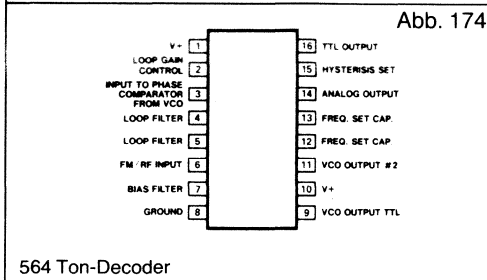 Abb. 174
V+ 1
LOOP GAIN
CONTROL 2
INPUT TO PHASE
COMPARATOR 3
FROM VCO
LOOP FILTER 4
LOOP FILTER 5
FM/RF INPUT 6
BIAS FILTER 7
GROUND 8
16 TTL OUTPUT
15 HYSTERISIS SET
14 ANALOG OUTPUT
13 FREQ. SET CAP.
12 FREQ. SET CAP
11 VCO OUTPUT #2
10 V+
9 VCO OUTPUT TTL
564 Ton-Decoder